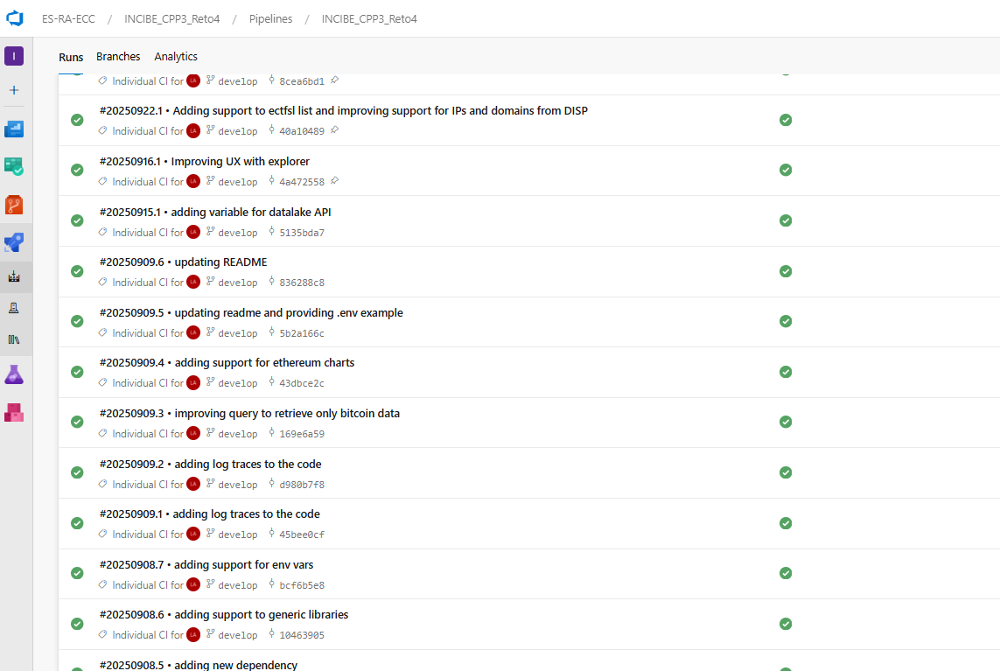 ES-RA-ECC / INCIBE_CPP3_Reto4 / Pipelines / INCIBE_CPP3_Reto4
I
Runs Branches Analytics
Individual CI for LA develop 8cea6bd1
#20250922.1 • Adding support to ectfsl list and improving support for IPs and domains from DISP
Individual CI for LA develop 40a10489
#20250916.1 • Improving UX with explorer
Individual CI for LA develop 4a472558
#20250915.1 • adding variable for datalake API
Individual CI for LA develop 5135bda7
#20250909.6 • updating README
Individual CI for LA develop 836288c8
#20250909.5 • updating readme and providing .env example
Individual CI for LA develop 5b2a166c
#20250909.4 • adding support for ethereum charts
Individual CI for LA develop 43dbce2c
#20250909.3 • improving query to retrieve only bitcoin data
Individual CI for LA develop 169e6a59
#20250909.2 • adding log traces to the code
Individual CI for LA develop d980b7f8
#20250909.1 • adding log traces to the code
Individual CI for LA develop 45bee0cf
#20250908.7 • adding support for env vars
Individual CI for LA develop bcf6b5e8
#20250908.6 • adding support to generic libraries
Individual CI for LA develop 10463905
#20250908.5 • adding new dependency